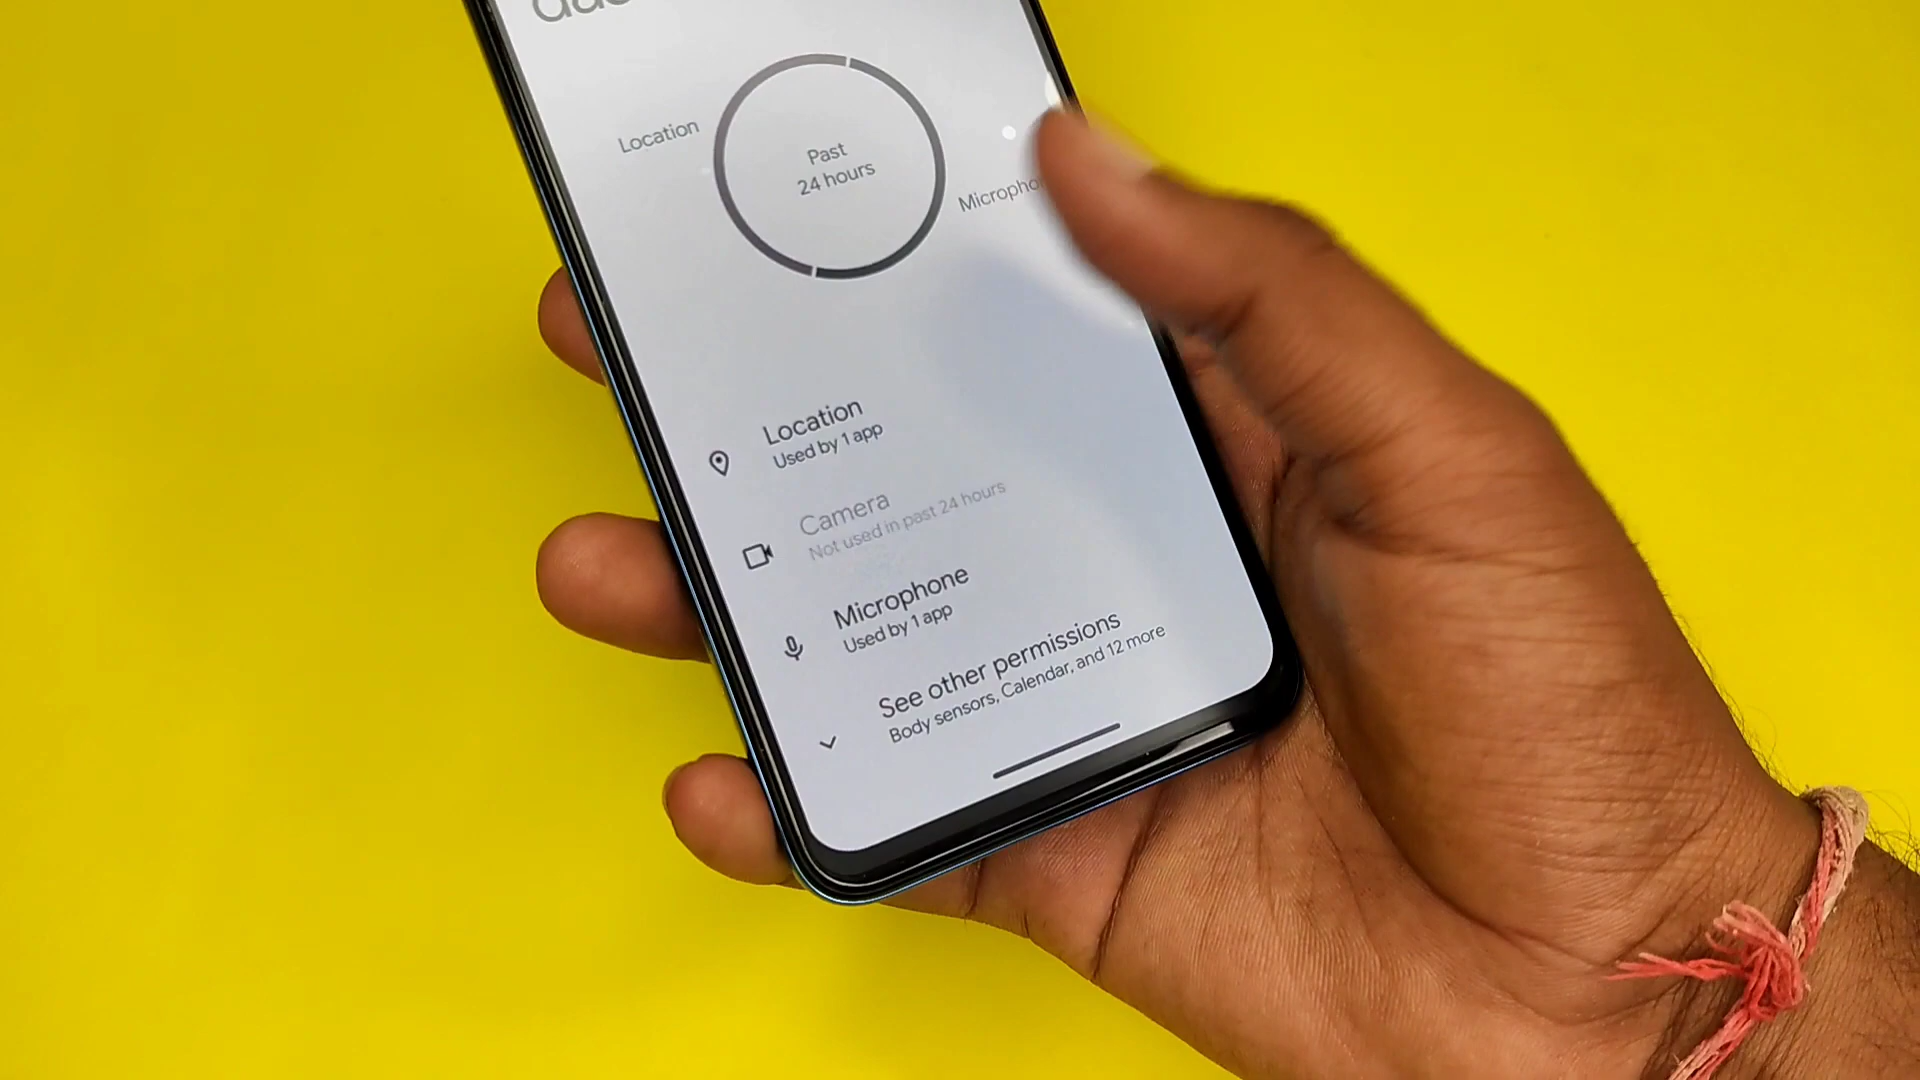 Location
Past
24 hours
Location
Used by 1 app
Camera
Not used in past 24 hours
Microphone
Used by 1 app
See other permissions
Body sensors, Calendar, and 12 more